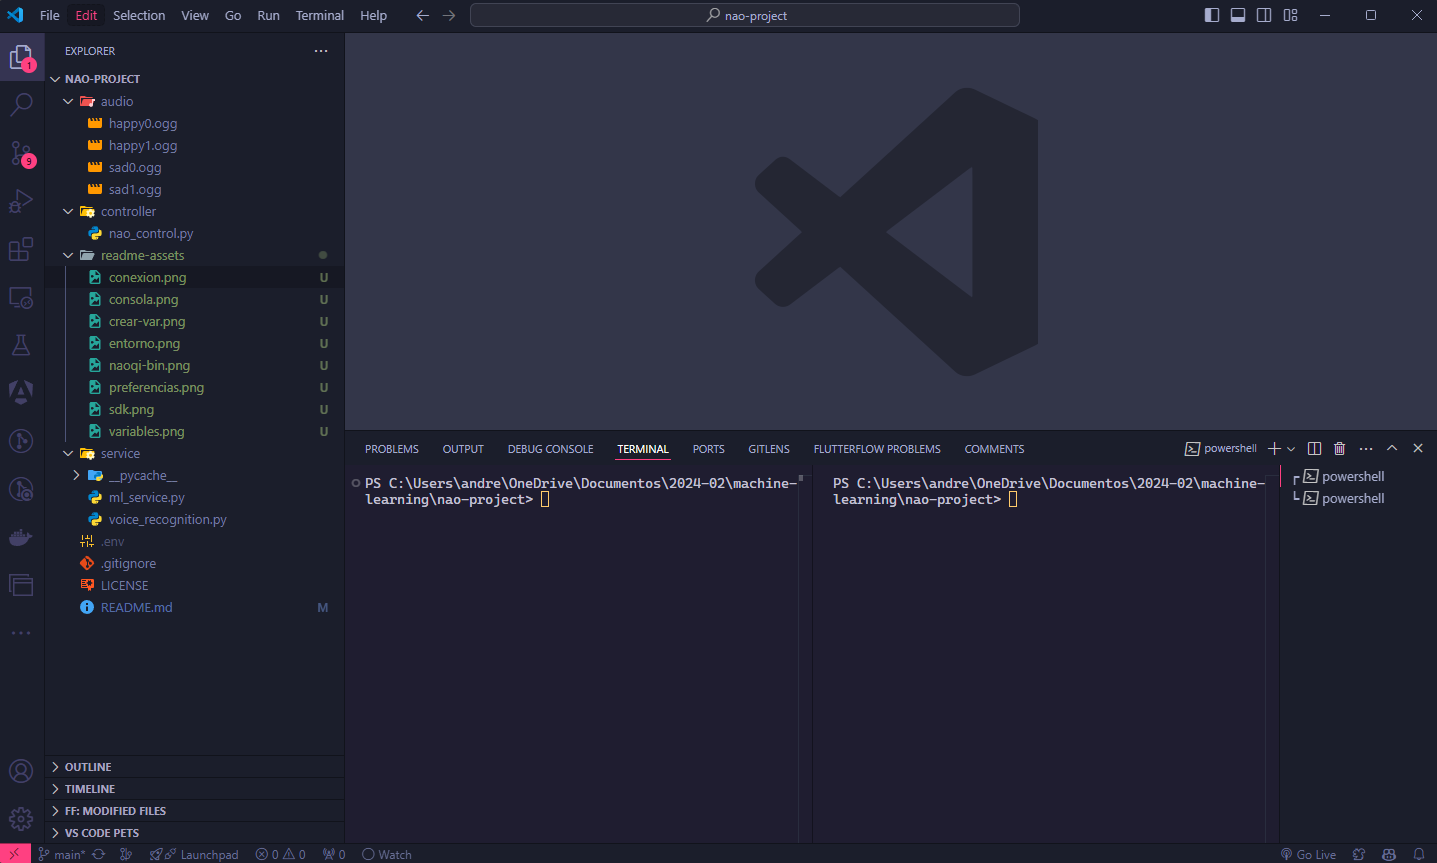 File Edit Selection View Go Run Terminal Help
nao-project
EXPLORER
1
9
NAO-PROJECT
audio
happy0.ogg
happy1.ogg
sad0.ogg
sad1.ogg
controller
nao_control.py
readme-assets
conexion.png U
consola.png U
crear-var.png U
entorno.png U
naoqi-bin.png U
preferencias.png U
sdk.png U
variables.png U
service
__pycache__
ml_service.py
voice_recognition.py
.env
.gitignore
LICENSE
README.md M
OUTLINE
TIMELINE
FF: MODIFIED FILES
VS CODE PETS
PROBLEMS OUTPUT DEBUG CONSOLE TERMINAL PORTS GITLENS FLUTTERFLOW PROBLEMS COMMENTS
powershell
PS C:\Users\andre\OneDrive\Documentos\2024-02\machine-
learning\nao-project>
PS C:\Users\andre\OneDrive\Documentos\2024-02\machine-
learning\nao-project>
powershell
powershell
main* Launchpad 0 0 0 Watch
Go Live